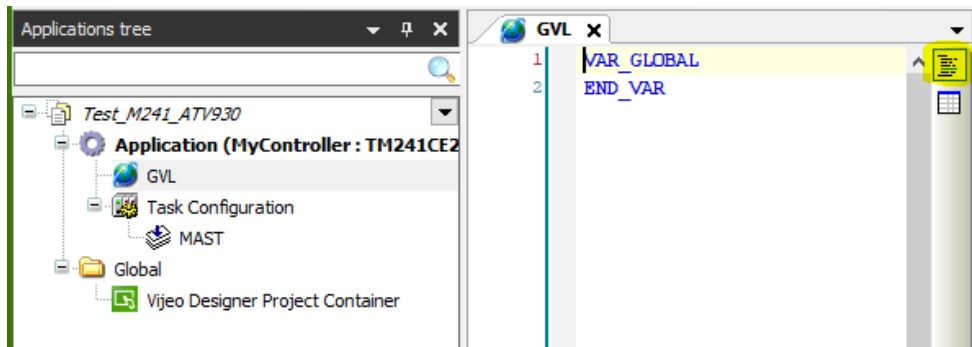 Applications tree
Test_M241_ATV930
Application (MyController : TM241CE2
GVL
Task Configuration
MAST
Global
Vijeo Designer Project Container
GVL
1 VAR_GLOBAL
2 END_VAR